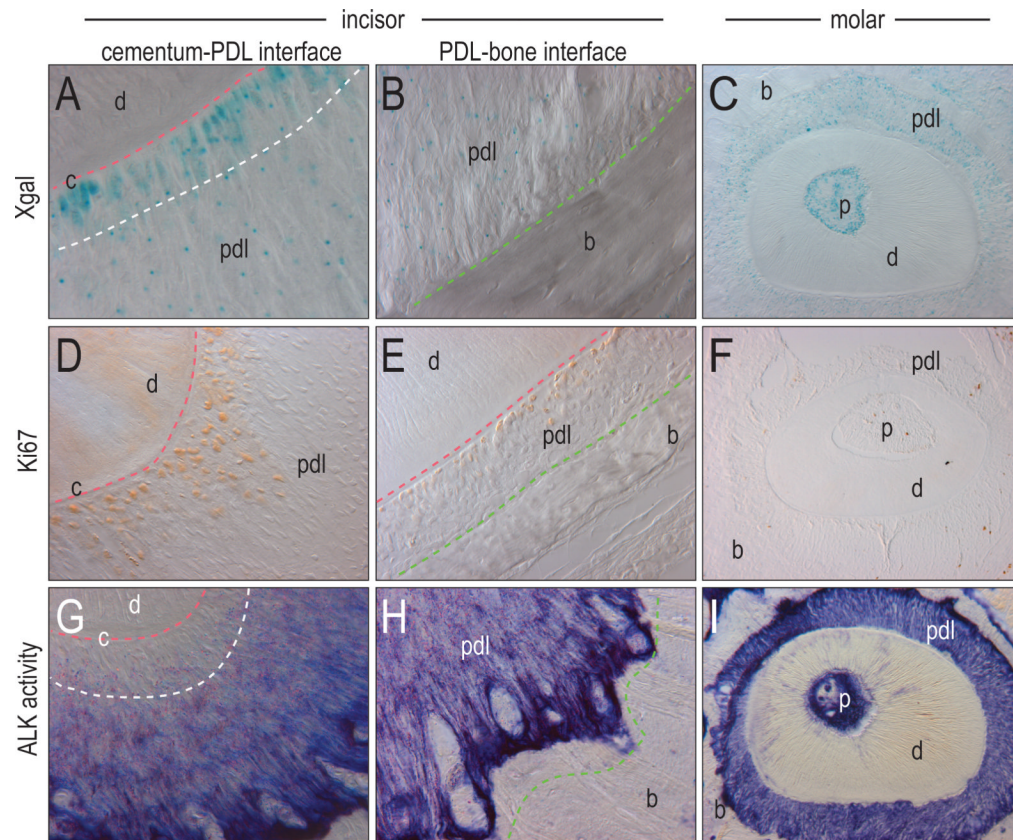 incisor molar
cementum-PDL interface PDL-bone interface
Xgal
A d c pdl
B pdl b
C b pdl p d
Ki67
D d c pdl
E d pdl b
F pdl p d b
ALK activity
G d c
H pdl b
I pdl p d b